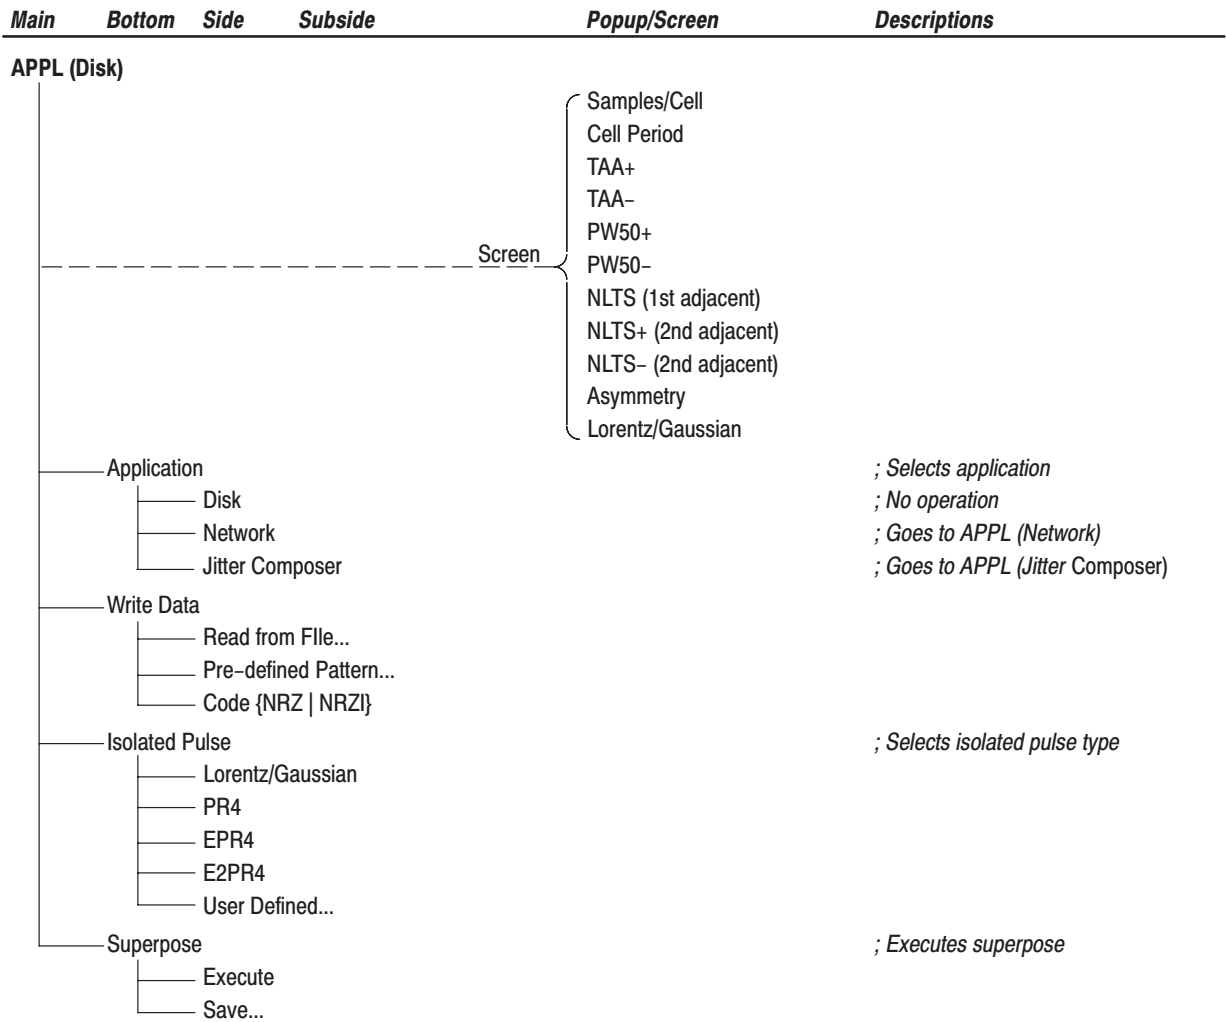 Main Bottom Side Subside Popup/Screen Descriptions
APPL (Disk)
Samples/Cell
Cell Period
TAA+
TAA–
PW50+
Screen
PW50–
NLTS (1st adjacent)
NLTS+ (2nd adjacent)
NLTS– (2nd adjacent)
Asymmetry
Lorentz/Gaussian
Application ; Selects application
Disk ; No operation
Network ; Goes to APPL (Network)
Jitter Composer ; Goes to APPL (Jitter Composer)
Write Data
Read from FIle...
Pre–defined Pattern...
Code {NRZ | NRZI}
Isolated Pulse ; Selects isolated pulse type
Lorentz/Gaussian
PR4
EPR4
E2PR4
User Defined...
Superpose ; Executes superpose
Execute
Save...